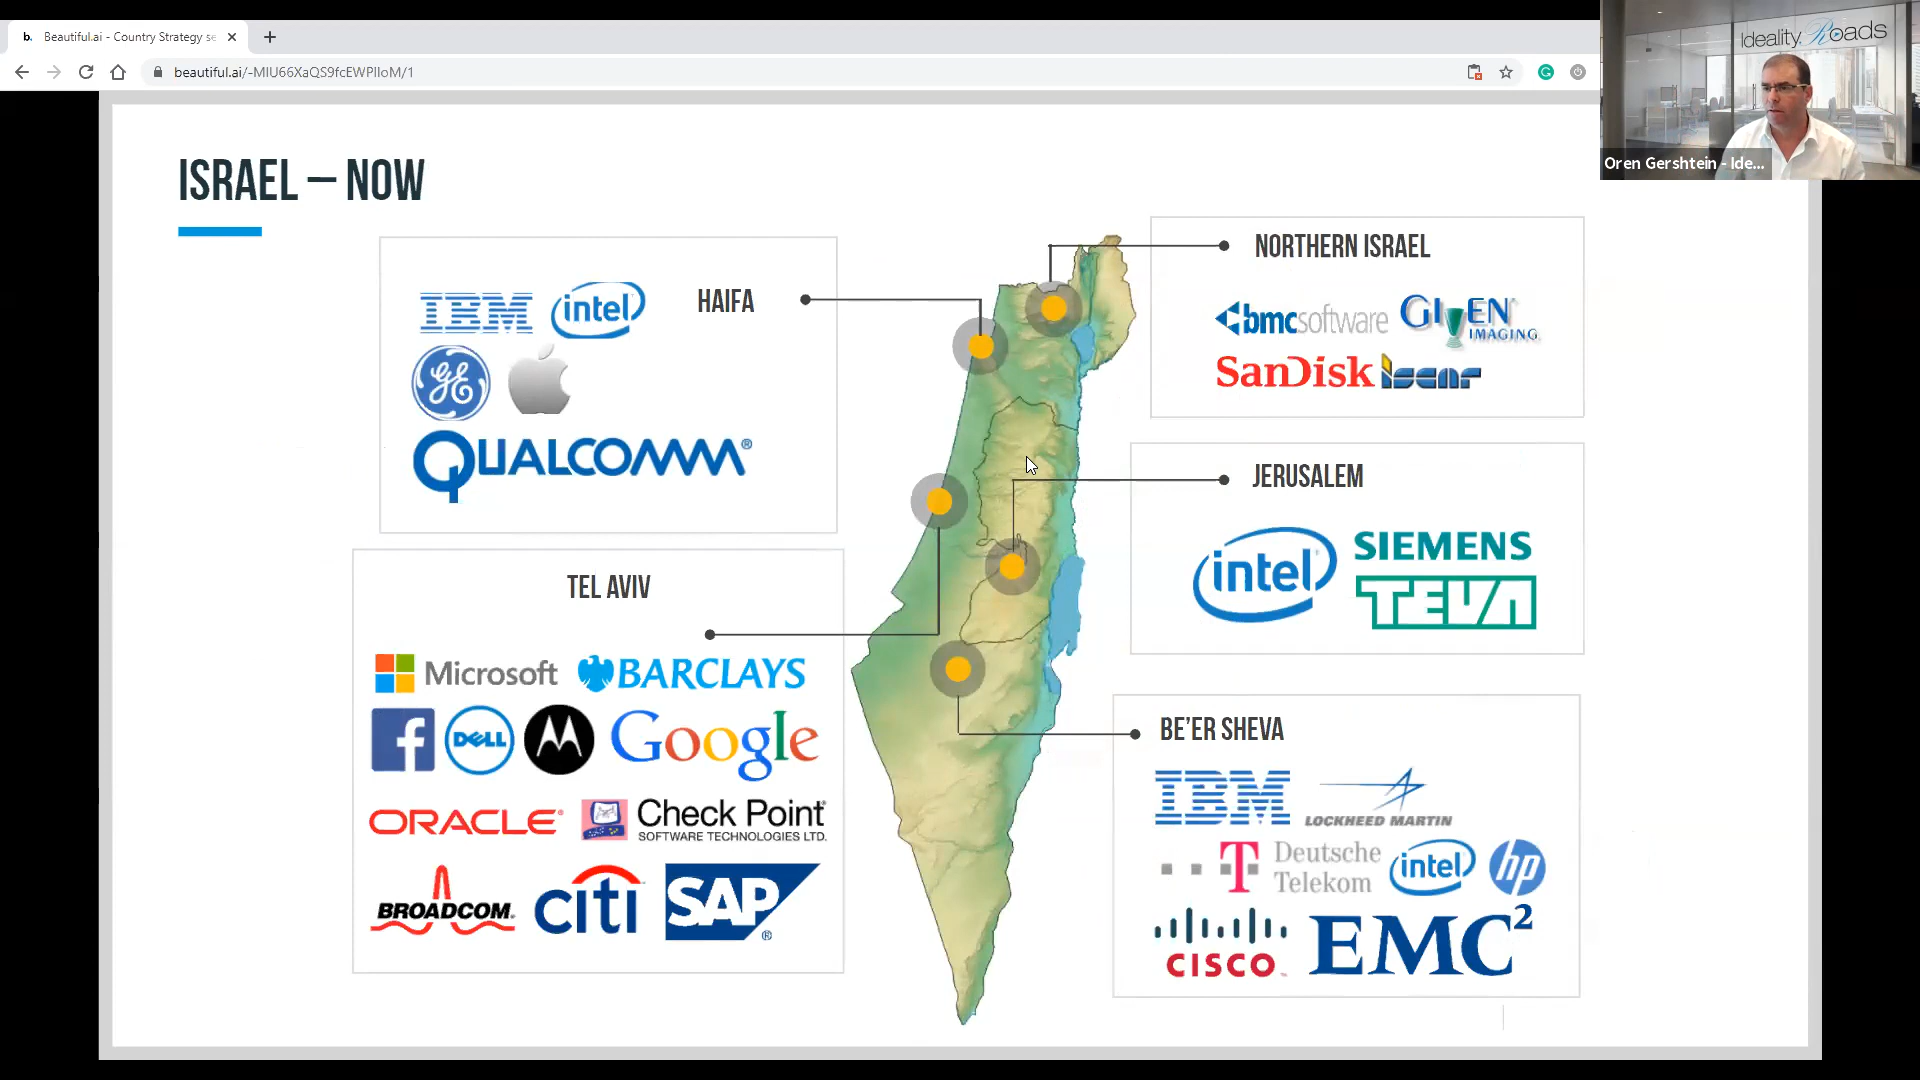 b. Beautiful.ai - Country Strategy se
beautiful.ai/-MIU66XaQS9fcEWPIIoM/1
Ideality Roads
Oren Gershtein - Ide...
ISRAEL – NOW
HAIFA
IBM intel
GE
QUALCOMM®
TEL AVIV
Microsoft BARCLAYS
f DELL Google
ORACLE Check Point
SOFTWARE TECHNOLOGIES LTD.
BROADCOM. citi SAP ®
NORTHERN ISRAEL
bmcsoftware GIVEN
IMAGING
SanDisk iscar
JERUSALEM
intel SIEMENS
TEVA
BE'ER SHEVA
IBM LOCKHEED MARTIN
T Deutsche
Telekom intel hp
CISCO EMC²